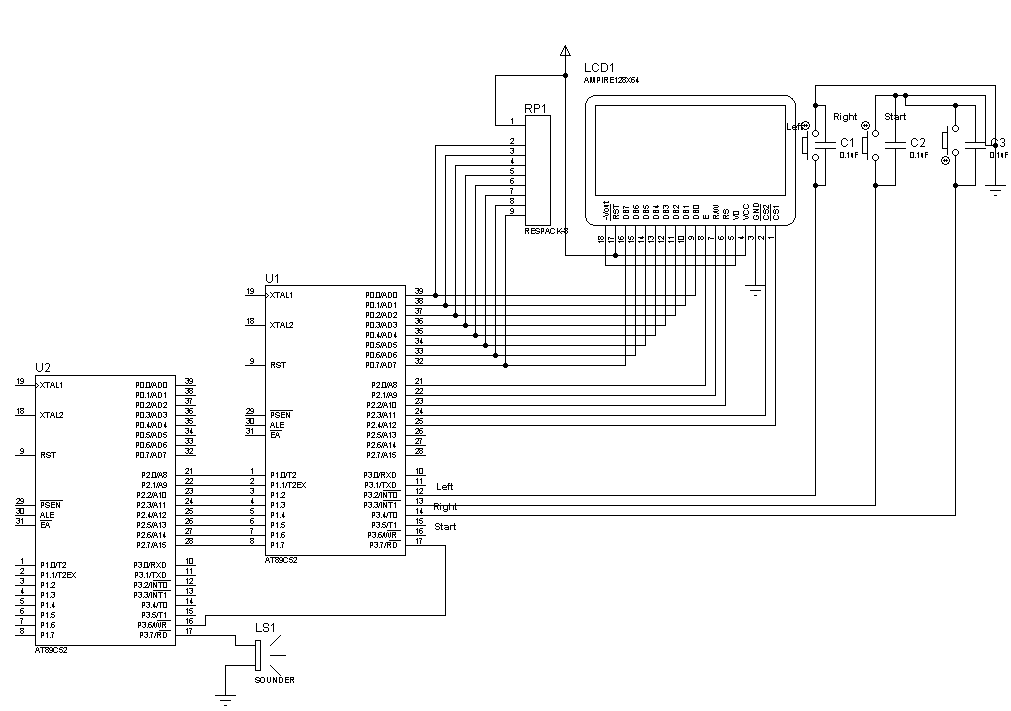 LCD1
AMPIRE128X64
RP1
1
2
3
4
5
6
7
8
9
RESPACK-8
Left
Right
Start
C1
0.1uF
C2
0.1uF
C3
0.1uF
-Vout RST DB7 DB6 DB5 DB4 DB3 DB2 DB1 DB0 E R/W RS V0 VCC GND CS2 CS1
18 17 16 15 14 13 12 11 10 9 8 7 6 5 4 3 2 1
U1
19 XTAL1 P0.0/AD0 39
P0.1/AD1 38
P0.2/AD2 37
18 XTAL2 P0.3/AD3 36
P0.4/AD4 35
P0.5/AD5 34
P0.6/AD6 33
9 RST P0.7/AD7 32
P2.0/A8 21
P2.1/A9 22
P2.2/A10 23
29 PSEN P2.3/A11 24
30 ALE P2.4/A12 25
31 EA P2.5/A13 26
P2.6/A14 27
P2.7/A15 28
1 P1.0/T2 P3.0/RXD 10
2 P1.1/T2EX P3.1/TXD 11
3 P1.2 P3.2/INT0 12
4 P1.3 P3.3/INT1 13
5 P1.4 P3.4/T0 14
6 P1.5 P3.5/T1 15
7 P1.6 P3.6/WR 16
8 P1.7 P3.7/RD 17
AT89C52
Left
Right
Start
U2
19 XTAL1 P0.0/AD0 39
P0.1/AD1 38
P0.2/AD2 37
18 XTAL2 P0.3/AD3 36
P0.4/AD4 35
P0.5/AD5 34
P0.6/AD6 33
9 RST P0.7/AD7 32
P2.0/A8 21
P2.1/A9 22
P2.2/A10 23
29 PSEN P2.3/A11 24
30 ALE P2.4/A12 25
31 EA P2.5/A13 26
P2.6/A14 27
P2.7/A15 28
1 P1.0/T2 P3.0/RXD 10
2 P1.1/T2EX P3.1/TXD 11
3 P1.2 P3.2/INT0 12
4 P1.3 P3.3/INT1 13
5 P1.4 P3.4/T0 14
6 P1.5 P3.5/T1 15
7 P1.6 P3.6/WR 16
8 P1.7 P3.7/RD 17
AT89C52
LS1
SOUNDER